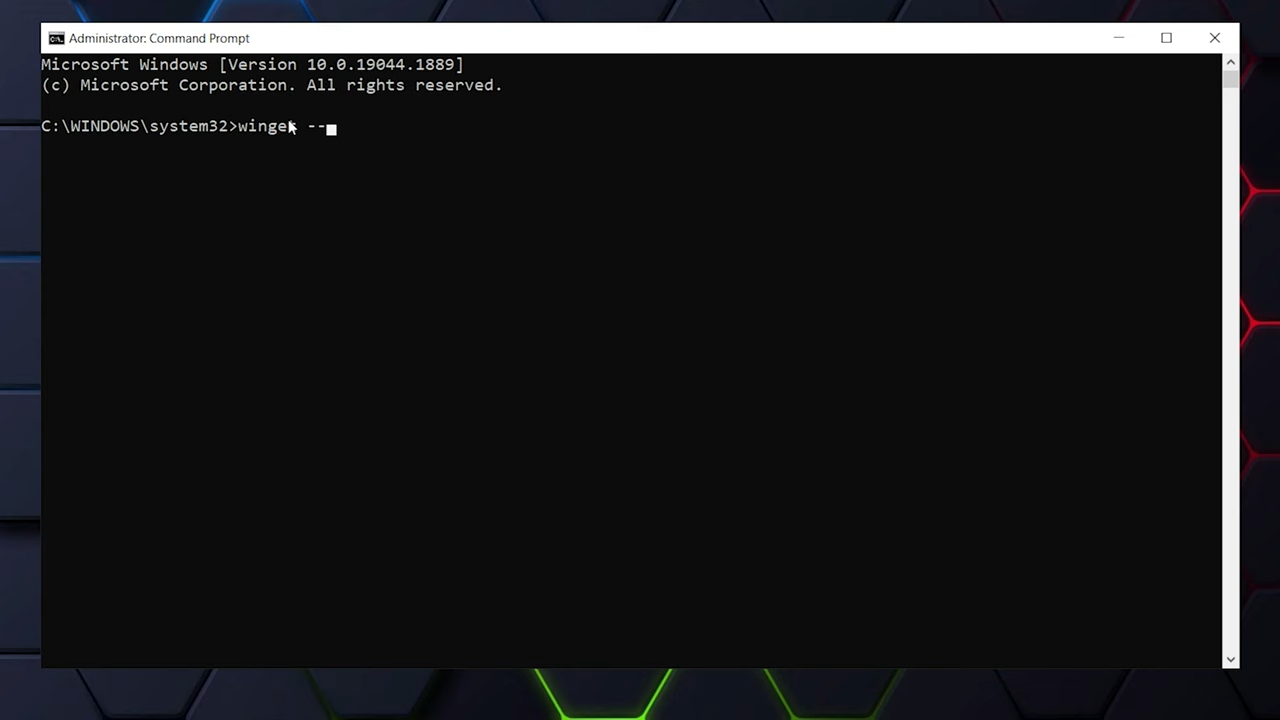 Administrator: Command Prompt
Microsoft Windows [Version 10.0.19044.1889]
(c) Microsoft Corporation. All rights reserved.
C:\WINDOWS\system32>winget --